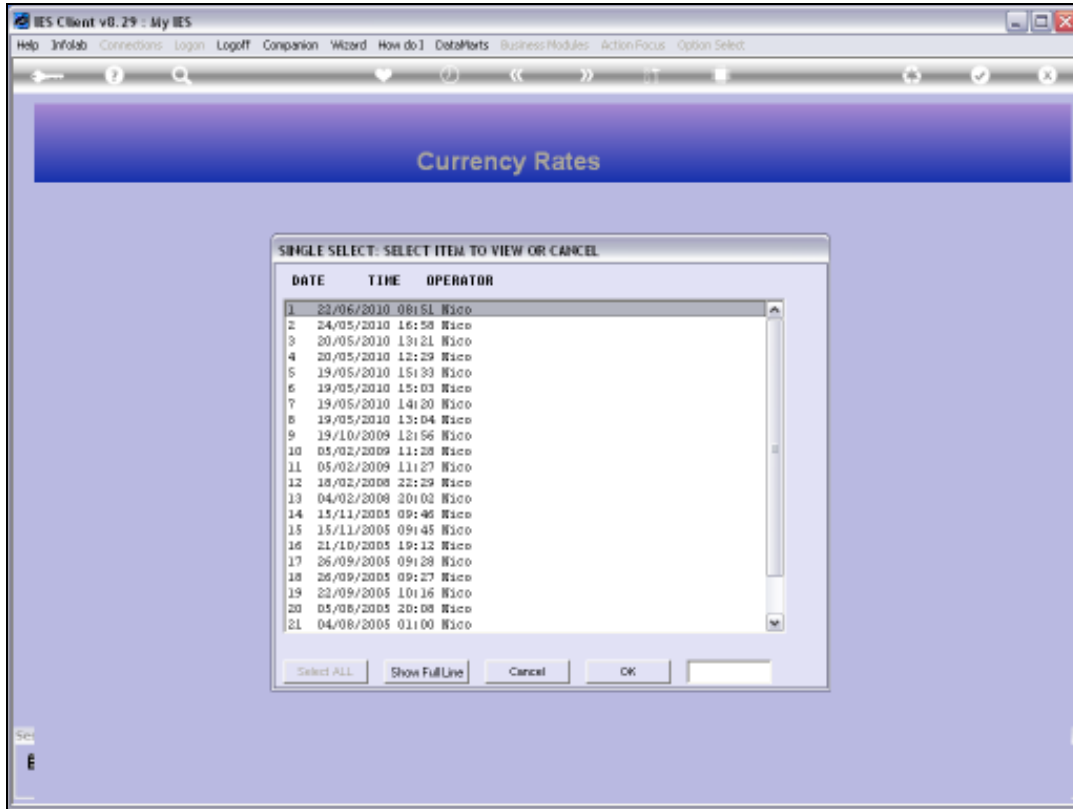 IES Client v8.29 : My IES
Help Infolab Connections Logon Logoff Companion Wizard How do I DataMarts Business Modules Action Focus Option Select
Currency Rates
SINGLE SELECT: SELECT ITEM TO VIEW OR CANCEL
DATE TIME OPERATOR
1 22/06/2010 08:51 Nico
2 24/05/2010 16:58 Nico
3 20/05/2010 13:21 Nico
4 20/05/2010 12:29 Nico
5 19/05/2010 15:33 Nico
6 19/05/2010 15:03 Nico
7 19/05/2010 14:20 Nico
8 19/05/2010 13:04 Nico
9 19/10/2009 12:56 Nico
10 05/02/2009 11:28 Nico
11 05/02/2009 11:27 Nico
12 18/02/2008 22:29 Nico
13 04/02/2008 20:02 Nico
14 15/11/2005 09:46 Nico
15 15/11/2005 09:45 Nico
16 21/10/2005 19:12 Nico
17 26/09/2005 09:28 Nico
18 26/09/2005 09:27 Nico
19 22/09/2005 10:16 Nico
20 05/08/2005 20:08 Nico
21 04/08/2005 01:00 Nico
Select ALL Show Full Line Cancel OK